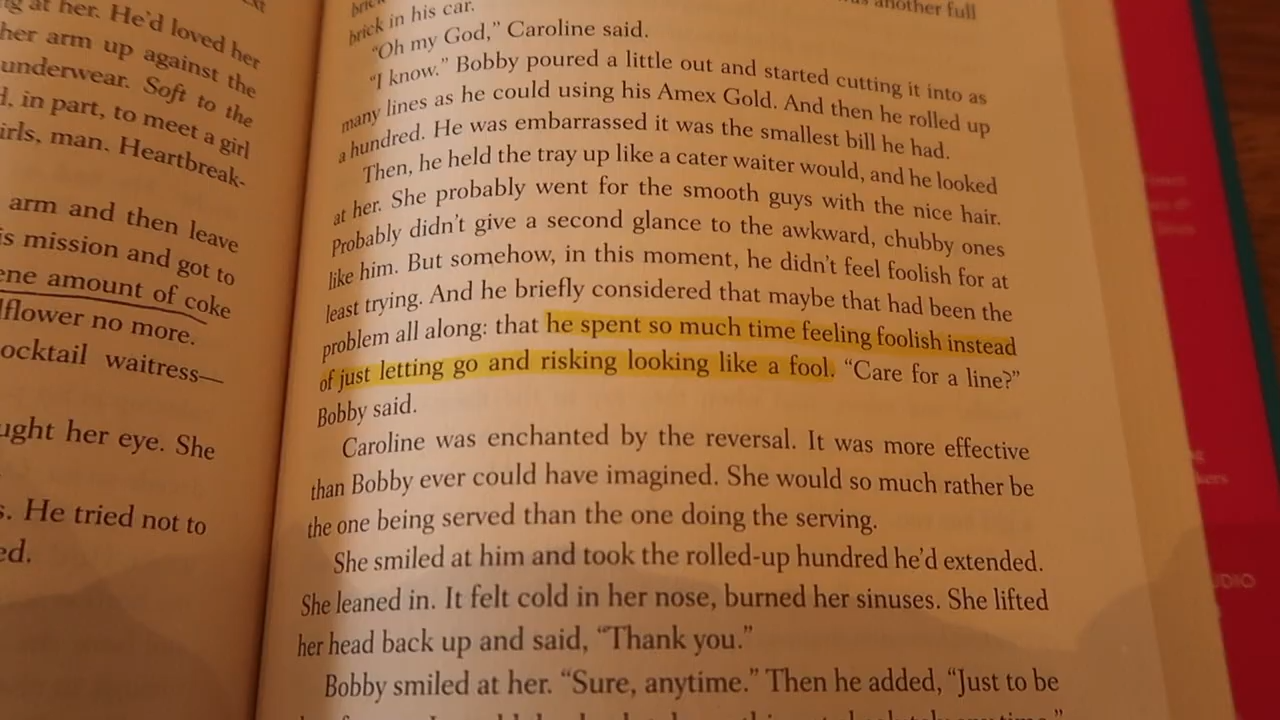 ng at her. He'd loved her
her arm up against the
underwear. Soft to the
d, in part, to meet a girl
irls, man. Heartbreak-
arm and then leave
is mission and got to
ene amount of coke
lflower no more.
ocktail waitress—
ught her eye. She
s. He tried not to
ed.
another full
brick in his car.
“Oh my God,” Caroline said.
“I know.” Bobby poured a little out and started cutting it into as
many lines as he could using his Amex Gold. And then he rolled up
a hundred. He was embarrassed it was the smallest bill he had.
Then, he held the tray up like a cater waiter would, and he looked
at her. She probably went for the smooth guys with the nice hair.
Probably didn't give a second glance to the awkward, chubby ones
like him. But somehow, in this moment, he didn't feel foolish for at
least trying. And he briefly considered that maybe that had been the
problem all along: that he spent so much time feeling foolish instead
of just letting go and risking looking like a fool. “Care for a line?”
Bobby said.
Caroline was enchanted by the reversal. It was more effective
than Bobby ever could have imagined. She would so much rather be
the one being served than the one doing the serving.
She smiled at him and took the rolled-up hundred he'd extended.
She leaned in. It felt cold in her nose, burned her sinuses. She lifted
her head back up and said, “Thank you.”
Bobby smiled at her. “Sure, anytime.” Then he added, “Just to be